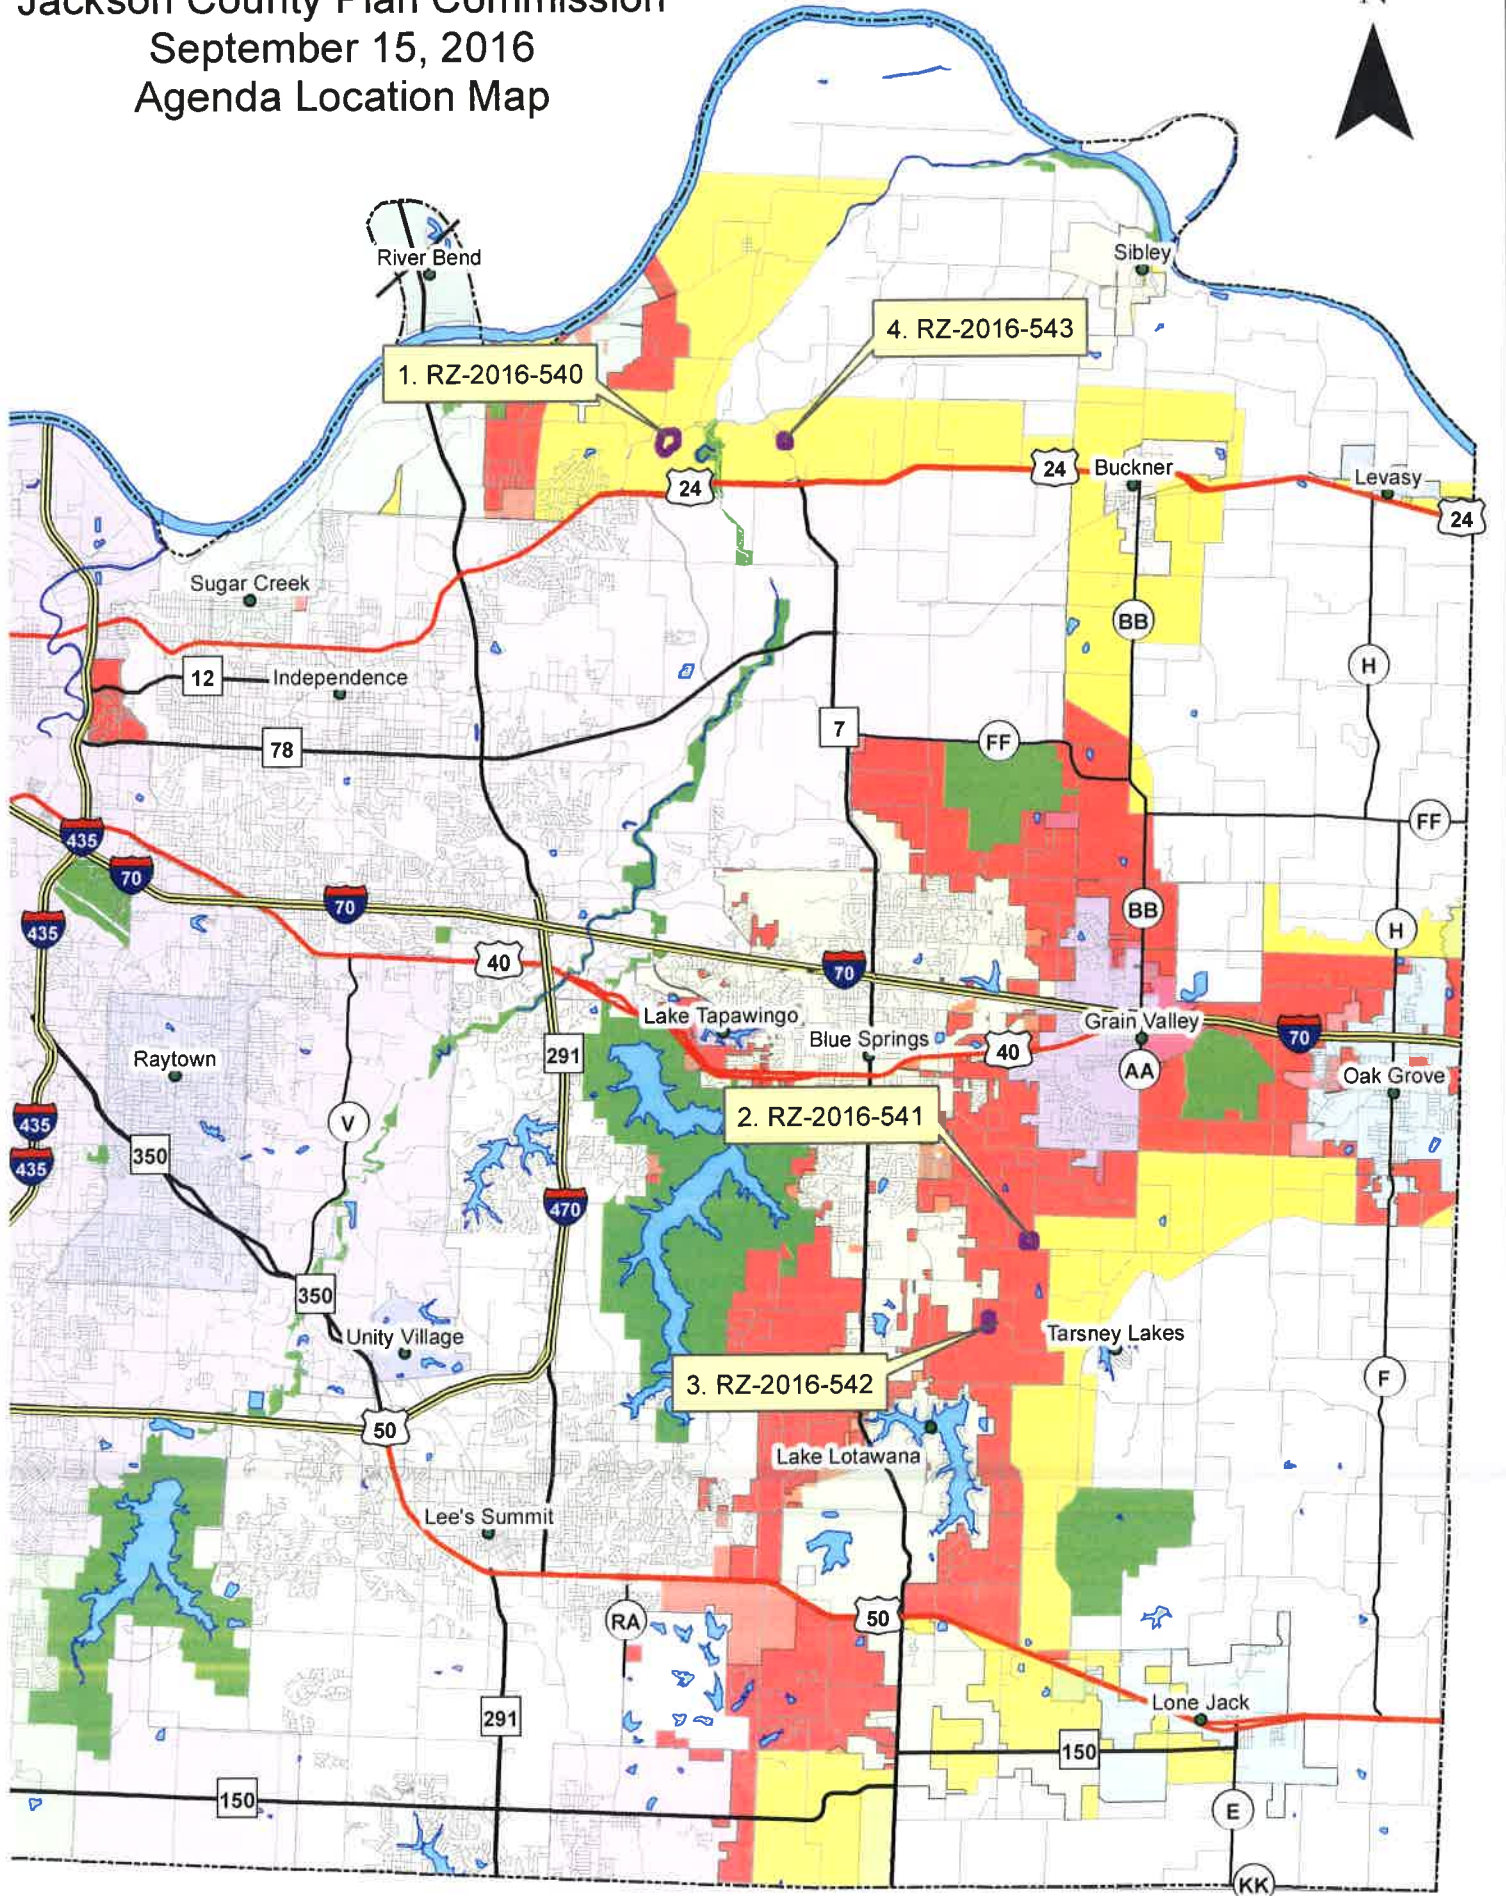 Jackson County Plan Commission
September 15, 2016
Agenda Location Map
N
River Bend
Sibley
4. RZ-2016-543
1. RZ-2016-540
24
24
Buckner
Levasy
24
Sugar Creek
BB
12
Independence
H
78
7
FF
435
FF
70
70
BB
435
H
40
70
Lake Tapawingo
Grain Valley
Blue Springs
40
70
291
Raytown
AA
Oak Grove
2. RZ-2016-541
435
V
350
435
470
350
Unity Village
Tarsney Lakes
3. RZ-2016-542
F
50
Lake Lotawana
Lee's Summit
RA
50
Lone Jack
291
150
150
E
KK